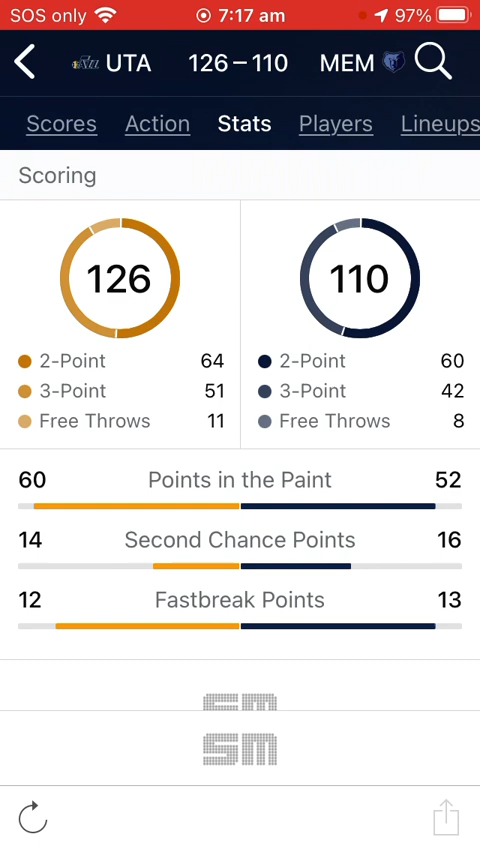 SOS only 7:17 am 97%
UTA 126–110 MEM
Scores Action Stats Players Lineups
Scoring
126 110
2-Point 64 2-Point 60
3-Point 51 3-Point 42
Free Throws 11 Free Throws 8
60 Points in the Paint 52
14 Second Chance Points 16
12 Fastbreak Points 13
SM
SM